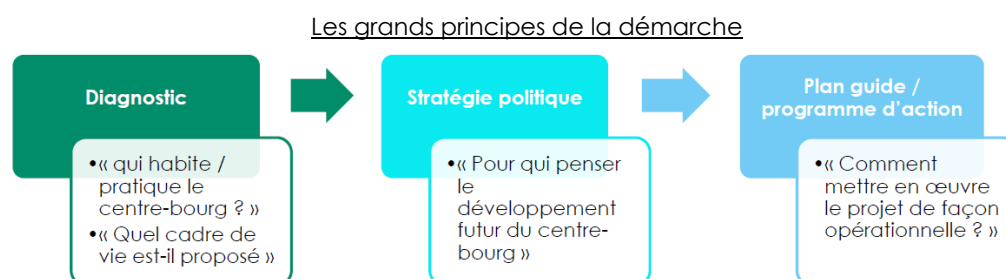 Les grands principes de la démarche
Diagnostic
•« qui habite /
pratique le
centre-bourg ? »
•« Quel cadre de
vie est-il proposé »
Stratégie politique
•« Pour qui penser
le
développement
futur du centre-
bourg »
Plan guide /
programme d'action
•« Comment
mettre en œuvre
le projet de façon
opérationnelle ? »